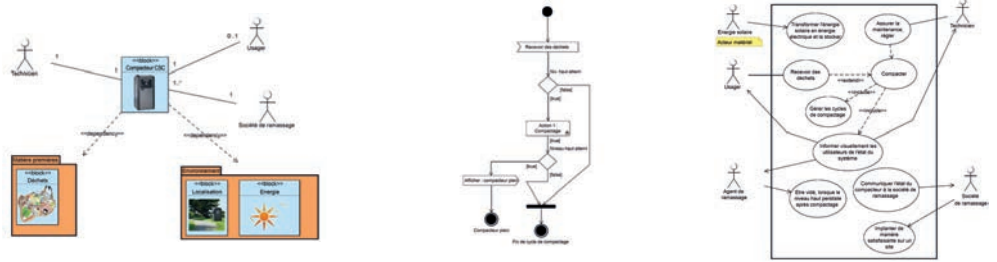 Technicien
1
1
<<block>>
Compacteur CSC
0..1
1
Usager
1..*
1
Société de ramassage
<<dependency>>
<<dependency>>
Matière premières
<<block>>
Déchets
Environnement
<<block>>
Localisation
<<block>>
Energie
Recevoir des déchets
Niv. haut atteint
[false]
[true]
Action 1 :
Compactage
[true]
Niveau haut atteint
[true]
[false]
Afficher : compacteur plein
Compacteur plein
Fin de cycle de compactage
Energie solaire
Acteur matériel
Transformer l'énergie
solaire en énergie
électrique et la stocker
Assurer la
maintenance,
régler
Technicien
Usager
Recevoir des
déchets
<<extend>>
Compacter
<<include>>
<<include>>
Gérer les cycles
de compactage
Informer visuellement les
utilisateurs de l'état du
système
Agent de
ramassage
Etre vidé, lorsque le
niveau haut persiste
après compactage
Communiquer l'état du
compacteur à la société de
ramassage
Société
de ramassage
Implanter de
manière
satisfaisante sur un
site